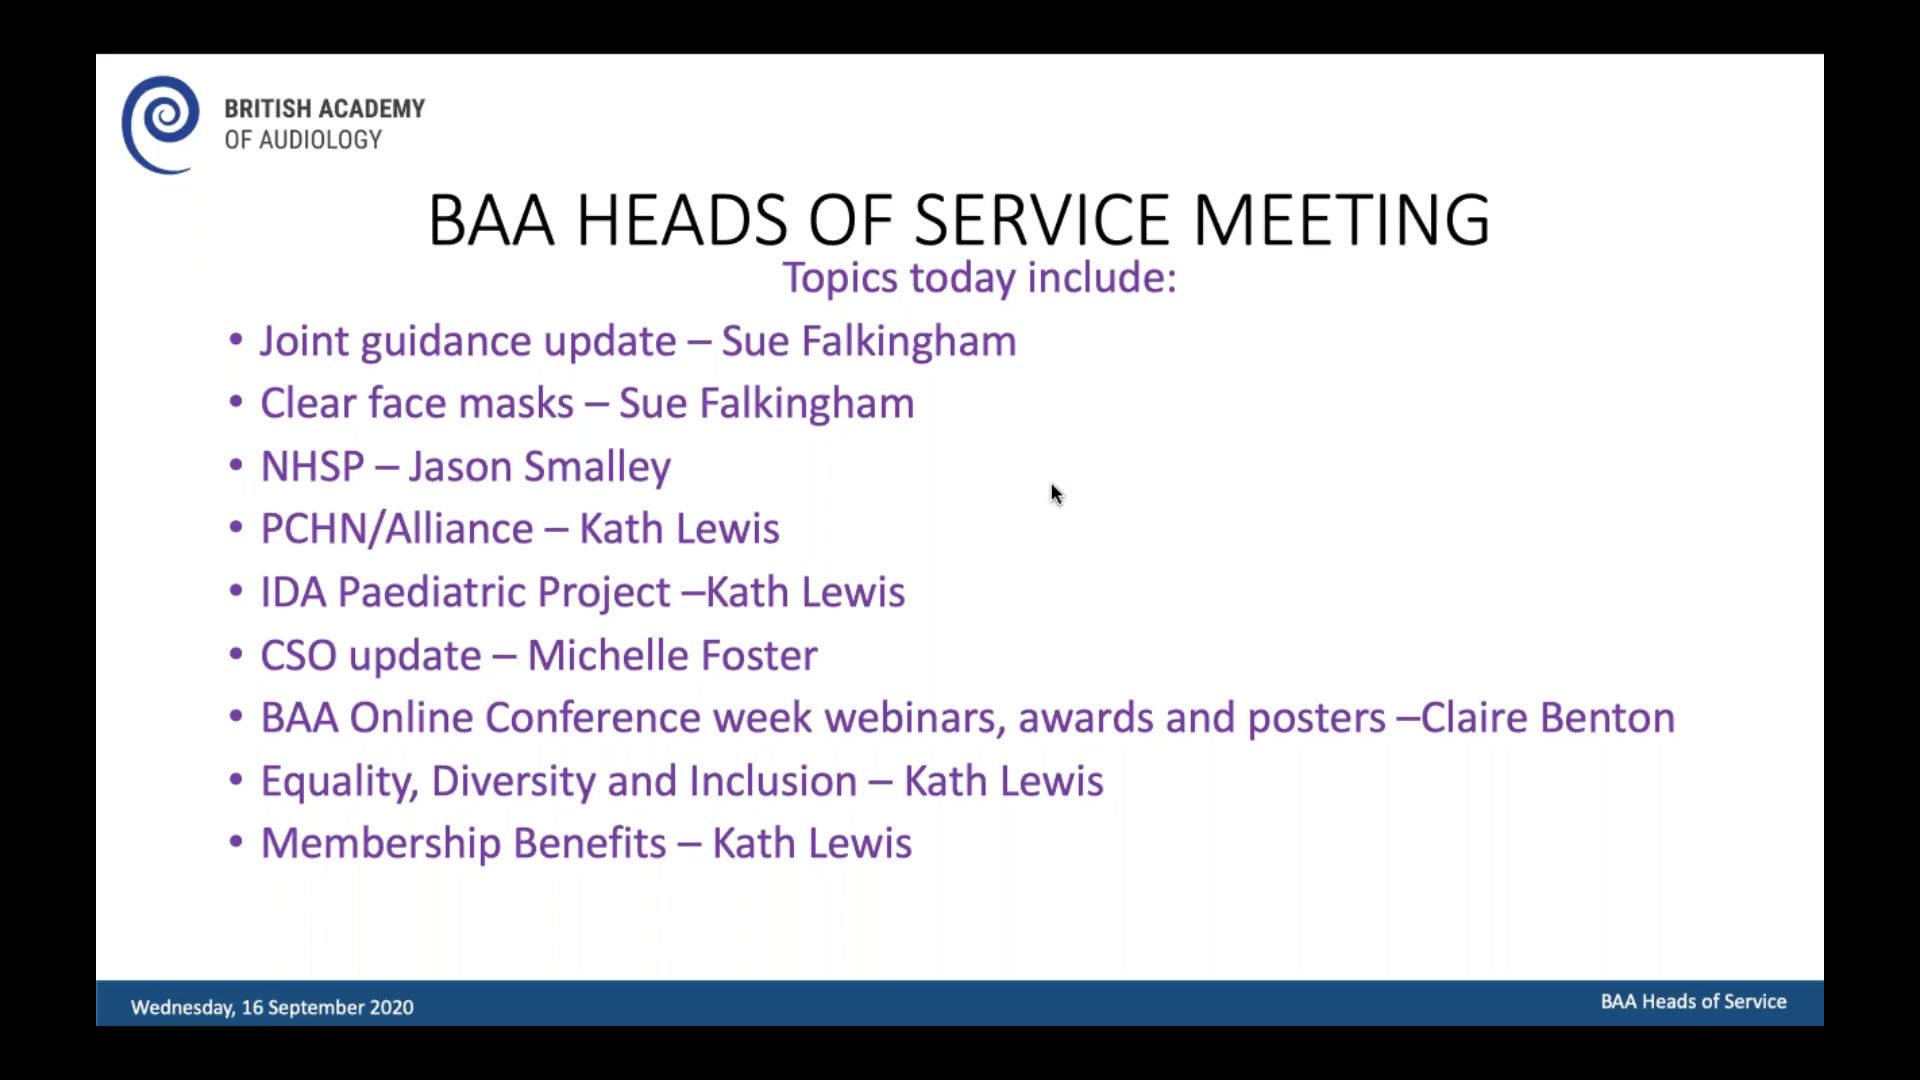 BRITISH ACADEMY
OF AUDIOLOGY
BAA HEADS OF SERVICE MEETING
Topics today include:
• Joint guidance update – Sue Falkingham
• Clear face masks – Sue Falkingham
• NHSP – Jason Smalley
• PCHN/Alliance – Kath Lewis
• IDA Paediatric Project –Kath Lewis
• CSO update – Michelle Foster
• BAA Online Conference week webinars, awards and posters –Claire Benton
• Equality, Diversity and Inclusion – Kath Lewis
• Membership Benefits – Kath Lewis
Wednesday, 16 September 2020
BAA Heads of Service